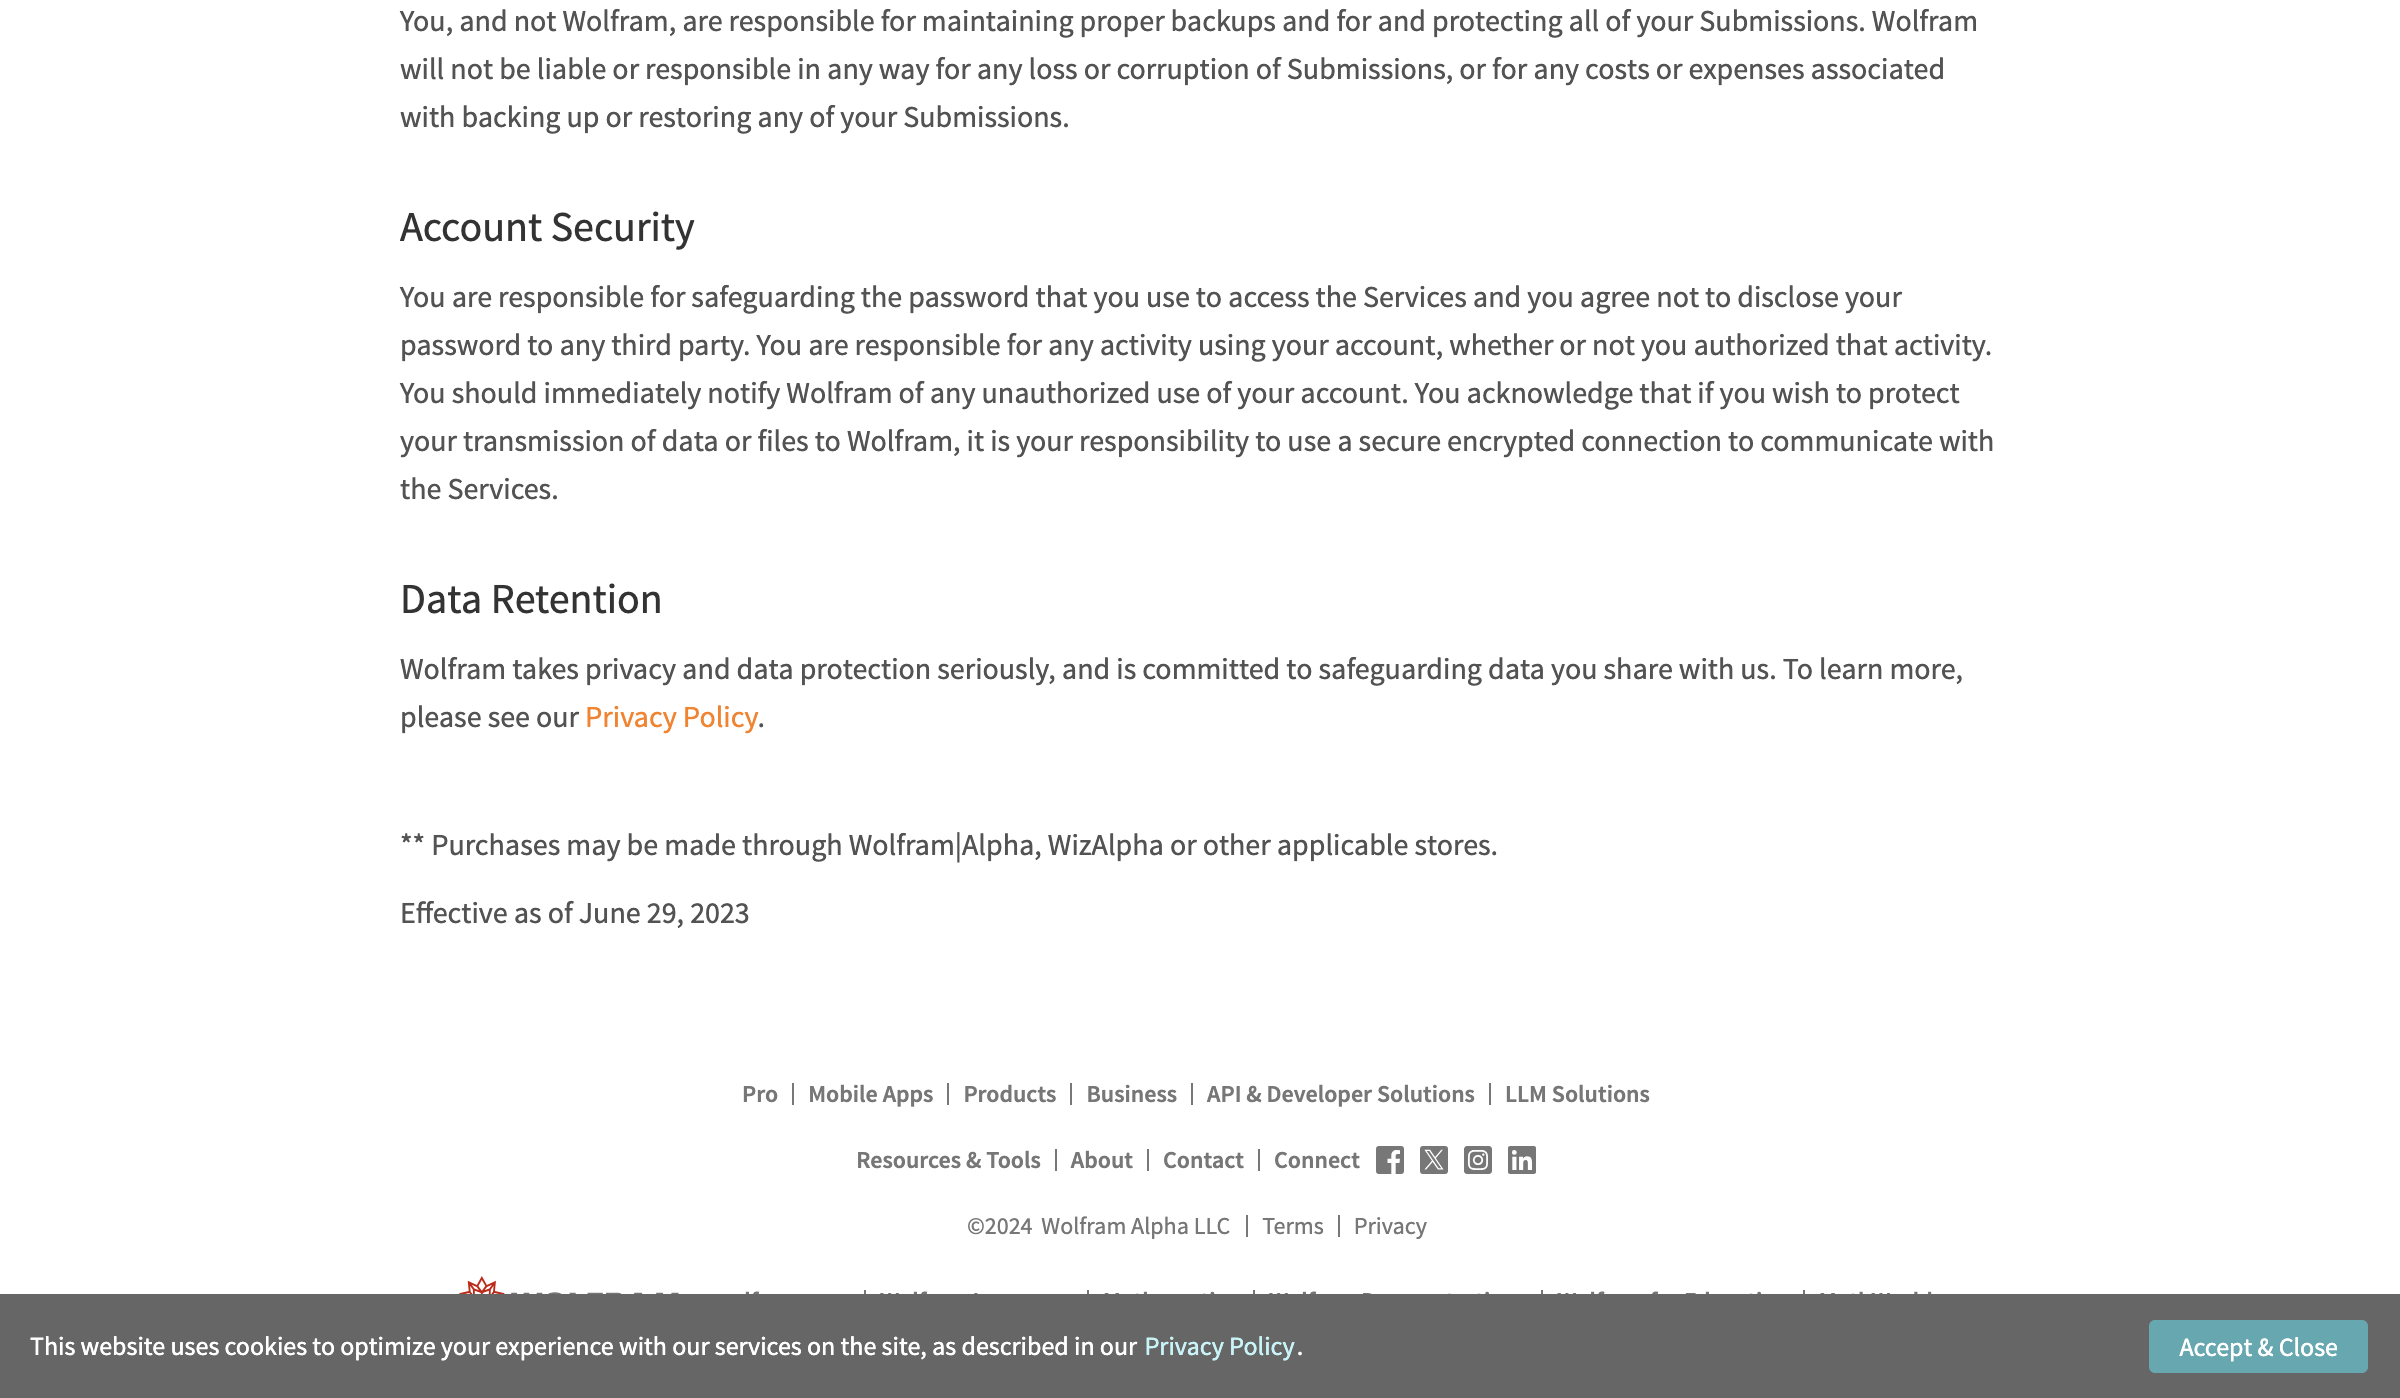 You, and not Wolfram, are responsible for maintaining proper backups and for and protecting all of your Submissions. Wolfram
will not be liable or responsible in any way for any loss or corruption of Submissions, or for any costs or expenses associated
with backing up or restoring any of your Submissions.
Account Security
You are responsible for safeguarding the password that you use to access the Services and you agree not to disclose your
password to any third party. You are responsible for any activity using your account, whether or not you authorized that activity.
You should immediately notify Wolfram of any unauthorized use of your account. You acknowledge that if you wish to protect
your transmission of data or files to Wolfram, it is your responsibility to use a secure encrypted connection to communicate with
the Services.
Data Retention
Wolfram takes privacy and data protection seriously, and is committed to safeguarding data you share with us. To learn more,
please see our Privacy Policy.
** Purchases may be made through Wolfram|Alpha, WizAlpha or other applicable stores.
Effective as of June 29, 2023
Pro | Mobile Apps | Products | Business | API & Developer Solutions | LLM Solutions
Resources & Tools | About | Contact | Connect
©2024 Wolfram Alpha LLC | Terms | Privacy
This website uses cookies to optimize your experience with our services on the site, as described in our Privacy Policy.
Accept & Close